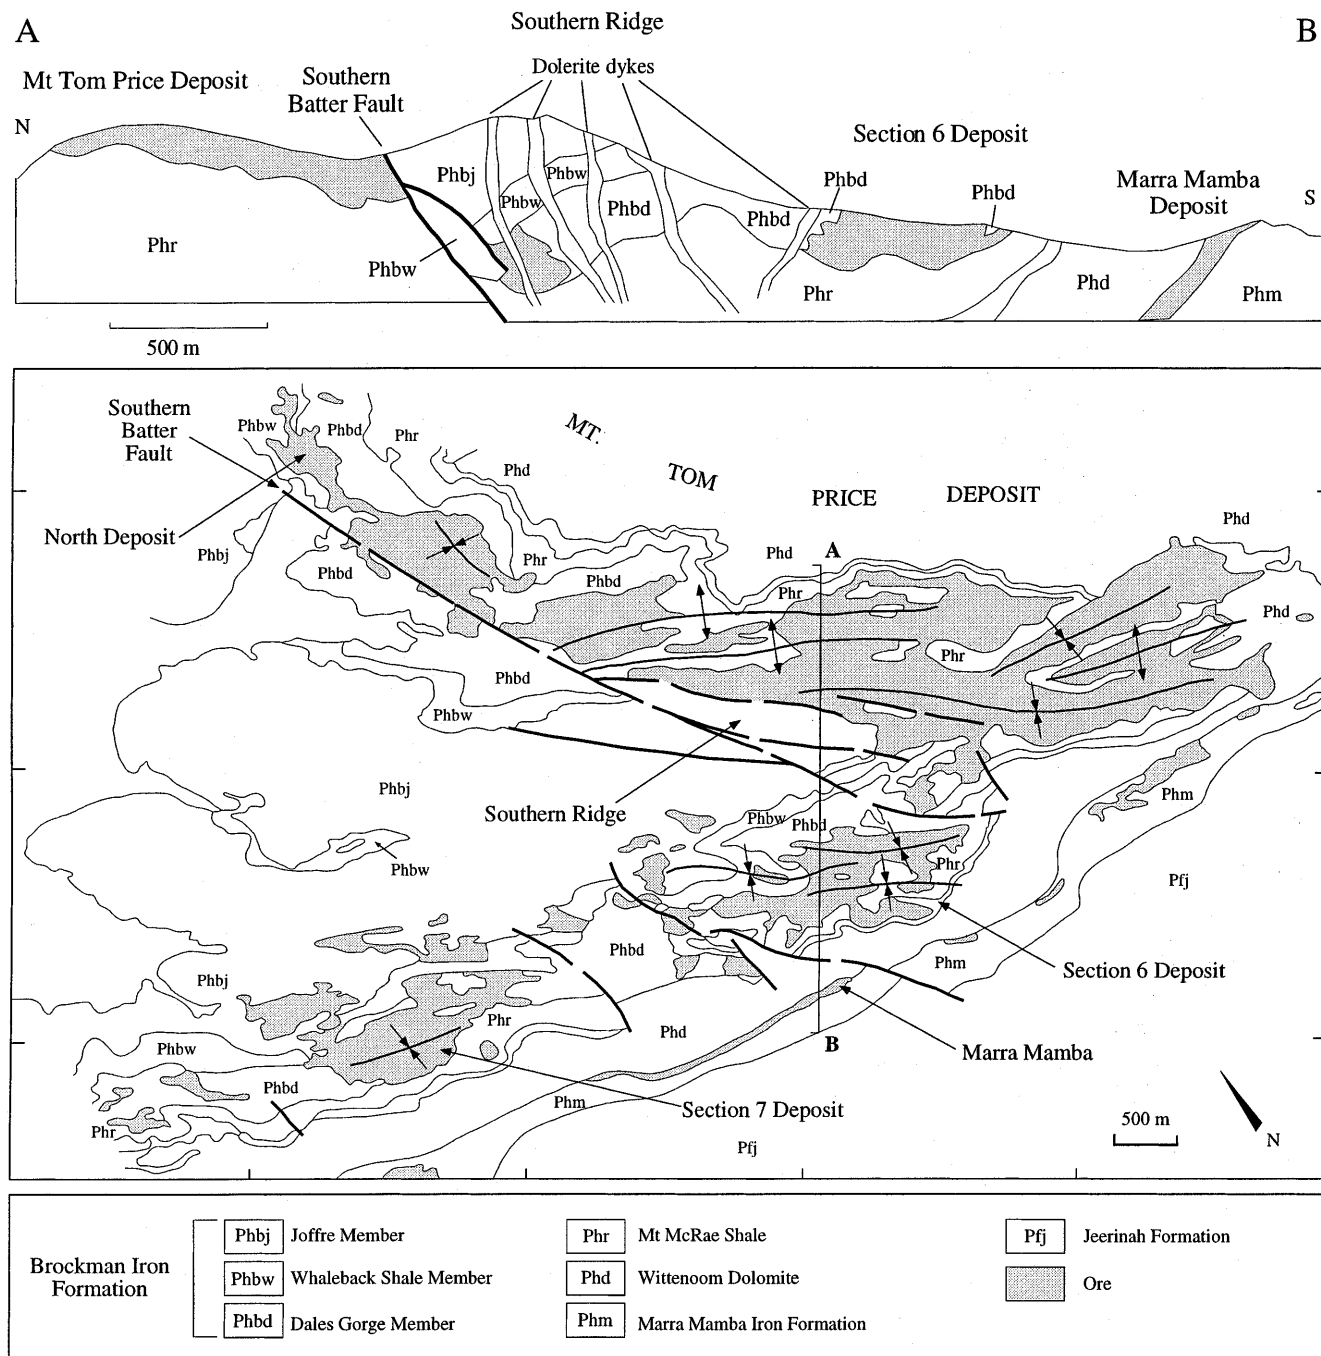 A
B
Southern Ridge
Mt Tom Price Deposit
Southern
Batter Fault
Dolerite dykes
N
Section 6 Deposit
Marra Mamba
Deposit
S
Phbj
Phbw
Phbw
Phbd
Phbd
Phbd
Phbd
Phr
Phbw
Phr
Phd
Phm
500 m
Southern
Batter
Fault
Phbw
Phbd
Phr
MT.
TOM
PRICE
DEPOSIT
Phd
Phd
North Deposit
Phbj
Phbd
Phr
Phbd
Phd
A
Phr
Phd
Phr
Phbd
Phbw
Phbj
Southern Ridge
Phbw
Phbd
Phm
Phbw
Phr
Pfj
Phbj
Phbd
Phm
Section 6 Deposit
Phr
Phd
Phbw
B
Marra Mamba
Phbd
Phm
Section 7 Deposit
Phr
Pfj
500 m
N
Brockman Iron
Formation
Phbj Joffre Member
Phbw Whaleback Shale Member
Phbd Dales Gorge Member
Phr Mt McRae Shale
Phd Wittenoom Dolomite
Phm Marra Mamba Iron Formation
Pfj Jeerinah Formation
Ore